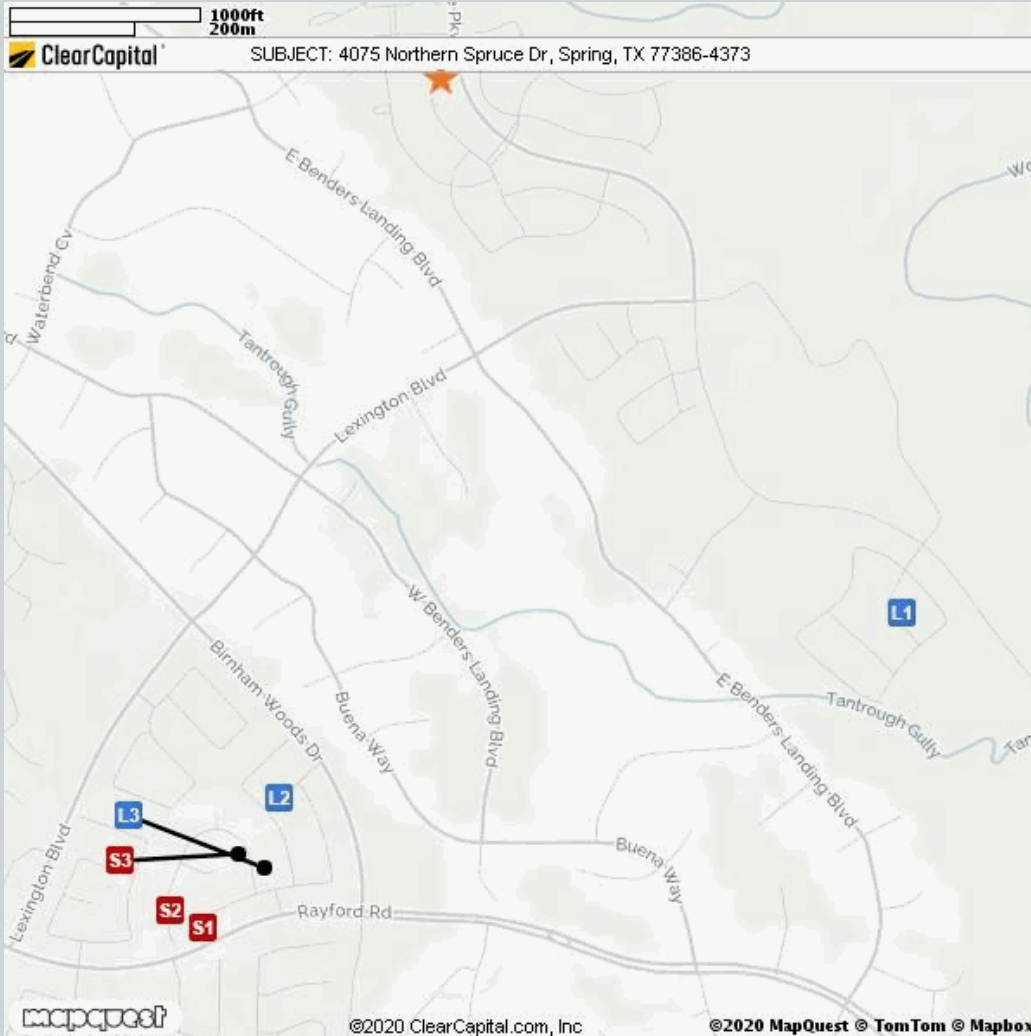 1000ft
200m
ClearCapital
SUBJECT: 4075 Northern Spruce Dr, Spring, TX 77386-4373
E Benders Landing Blvd
Waterbend Cv
Tantrough Gully
Lexington Blvd
L1
W Benders Landing Blvd
Birnham Woods Dr
Buena Way
E Benders Landing Blvd
Tantrough Gully
L2
L3
S3
Lexington Blvd
Buena Way
S2
S1
Rayford Rd
mapquest
©2020 ClearCapital.com, Inc
©2020 MapQuest © TomTom © Mapbox